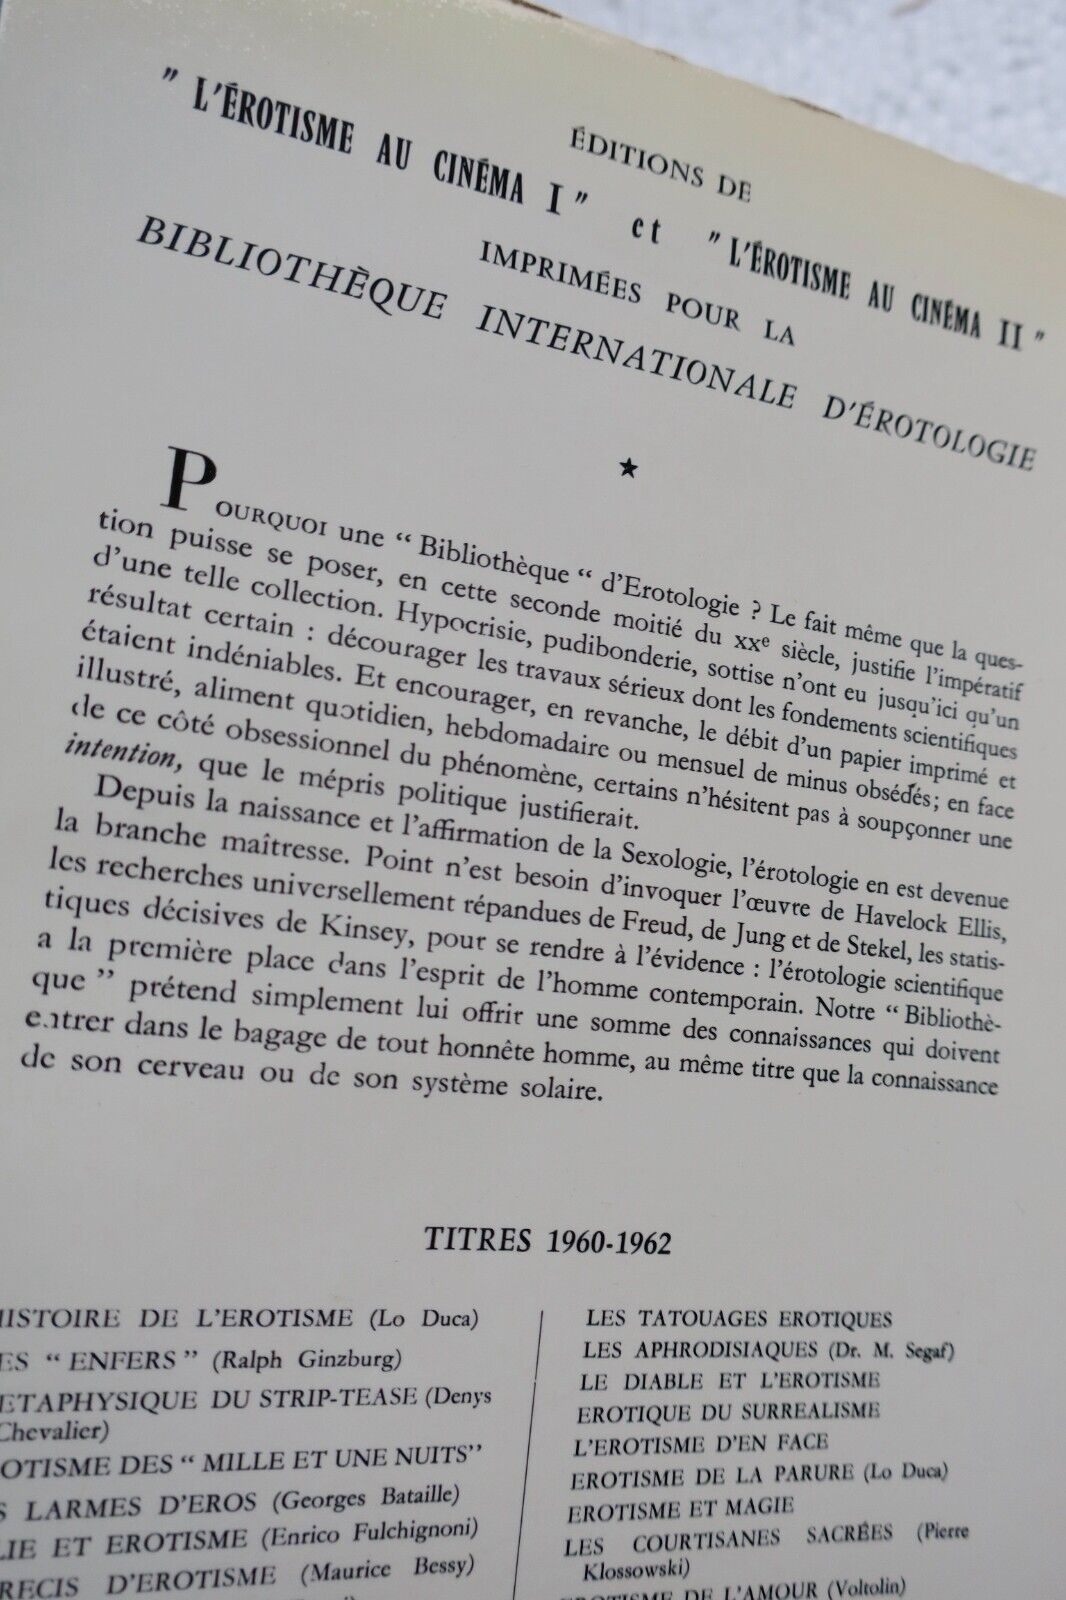 ÉDITIONS DE
" L'ÉROTISME AU CINÉMA I " et " L'ÉROTISME AU CINÉMA II "
IMPRIMÉES POUR LA
BIBLIOTHÈQUE INTERNATIONALE D'ÉROTOLOGIE
★
POURQUOI une “ Bibliothèque “ d'Erotologie ? Le fait même que la ques-
tion puisse se poser, en cette seconde moitié du XXe siècle, justifie l'impératif
d'une telle collection. Hypocrisie, pudibonderie, sottise n'ont eu jusqu'ici qu'un
résultat certain : décourager les travaux sérieux dont les fondements scientifiques
étaient indéniables. Et encourager, en revanche, le débit d'un papier imprimé et
illustré, aliment quotidien, hebdomadaire ou mensuel de minus obsédés; en face
de ce côté obsessionnel du phénomène, certains n'hésitent pas à soupçonner une
intention, que le mépris politique justifierait.
Depuis la naissance et l'affirmation de la Sexologie, l'érotologie en est devenue
la branche maîtresse. Point n'est besoin d'invoquer l'œuvre de Havelock Ellis,
les recherches universellement répandues de Freud, de Jung et de Stekel, les statis-
tiques décisives de Kinsey, pour se rendre à l'évidence : l'érotologie scientifique
a la première place dans l'esprit de l'homme contemporain. Notre “ Bibliothè-
que ” prétend simplement lui offrir une somme des connaissances qui doivent
entrer dans le bagage de tout honnête homme, au même titre que la connaissance
de son cerveau ou de son système solaire.
TITRES 1960-1962
HISTOIRE DE L'EROTISME (Lo Duca)
ES “ ENFERS ” (Ralph Ginzburg)
ETAPHYSIQUE DU STRIP-TEASE (Denys
Chevalier)
OTISME DES “ MILLE ET UNE NUITS”
S LARMES D'EROS (Georges Bataille)
LIE ET EROTISME (Enrico Fulchignoni)
RECIS D'EROTISME (Maurice Bessy)
LES TATOUAGES EROTIQUES
LES APHRODISIAQUES (Dr. M. Segaf)
LE DIABLE ET L'EROTISME
EROTIQUE DU SURREALISME
L'EROTISME D'EN FACE
EROTISME DE LA PARURE (Lo Duca)
EROTISME ET MAGIE
LES COURTISANES SACRÉES (Pierre
Klossowski)
EROTISME DE L'AMOUR (Voltolin)